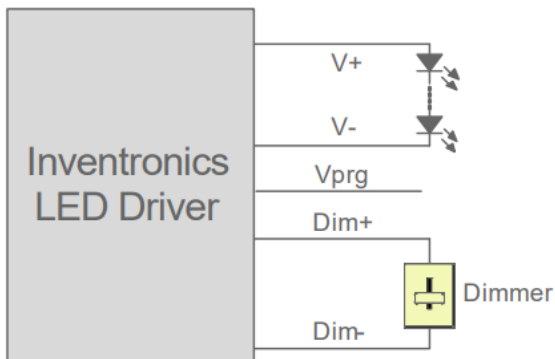 Inventronics
LED Driver
V+
V-
Vprg
Dim+
Dimmer
Dim-